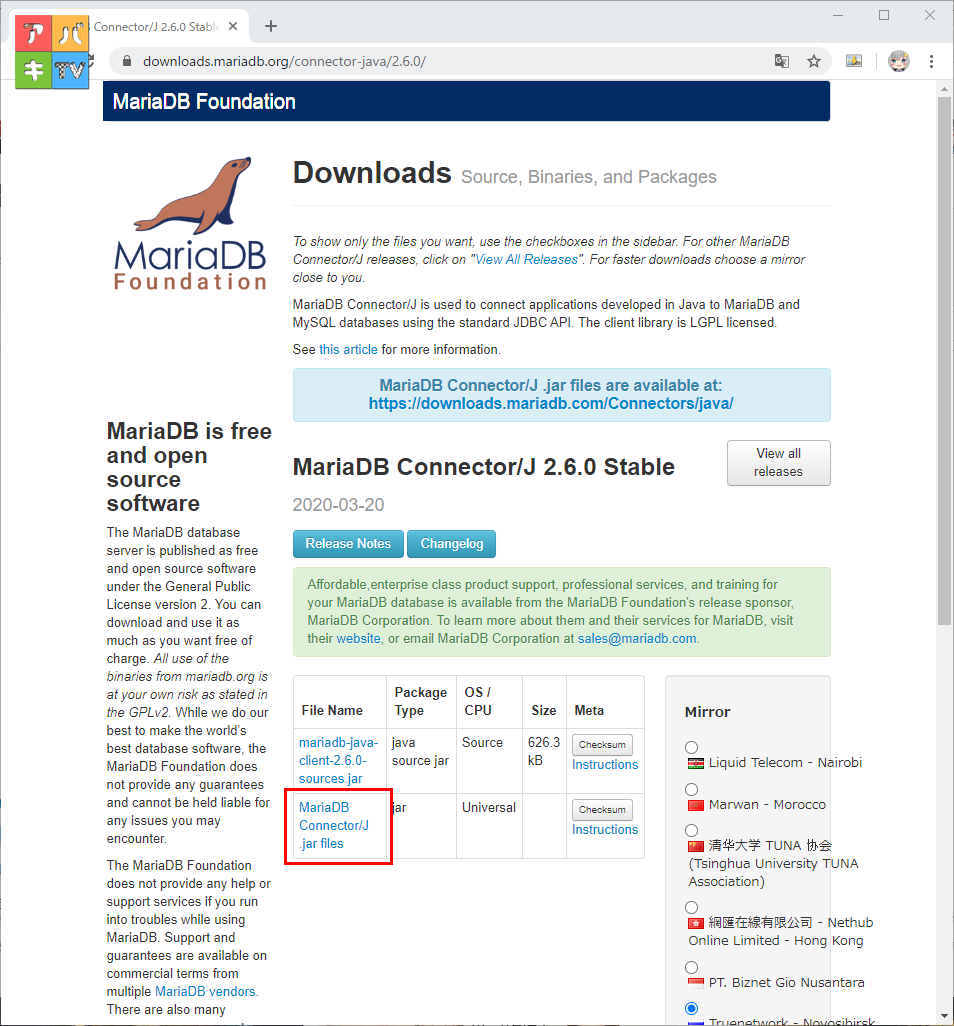 アバ
キTV
Connector/J 2.6.0 Stable
downloads.mariadb.org/connector-java/2.6.0/
MariaDB Foundation
MariaDB
Foundation
Downloads Source, Binaries, and Packages
To show only the files you want, use the checkboxes in the sidebar. For other MariaDB
Connector/J releases, click on "View All Releases". For faster downloads choose a mirror
close to you.
MariaDB Connector/J is used to connect applications developed in Java to MariaDB and
MySQL databases using the standard JDBC API. The client library is LGPL licensed.
See this article for more information.
MariaDB Connector/J .jar files are available at:
https://downloads.mariadb.com/Connectors/java/
MariaDB is free
and open
source
software
The MariaDB database
server is published as free
and open source software
under the General Public
License version 2. You can
download and use it as
much as you want free of
charge. All use of the
binaries from mariadb.org is
at your own risk as stated in
the GPLv2. While we do our
best to make the world's
best database software, the
MariaDB Foundation does
not provide any guarantees
and cannot be held liable for
any issues you may
encounter.
The MariaDB Foundation
does not provide any help or
support services if you run
into troubles while using
MariaDB. Support and
guarantees are available on
commercial terms from
multiple MariaDB vendors.
There are also many
MariaDB Connector/J 2.6.0 Stable
View all
releases
2020-03-20
Release Notes Changelog
Affordable,enterprise class product support, professional services, and training for
your MariaDB database is available from the MariaDB Foundation's release sponsor,
MariaDB Corporation. To learn more about them and their services for MariaDB, visit
their website, or email MariaDB Corporation at sales@mariadb.com.
File Name Package Type OS / CPU Size Meta
mariadb-java-client-2.6.0-sources.jar java source jar Source 626.3 kB Checksum Instructions
MariaDB Connector/J .jar files jar Universal Checksum Instructions
Mirror
Liquid Telecom - Nairobi
Marwan - Morocco
清华大学 TUNA 协会
(Tsinghua University TUNA
Association)
網匯在線有限公司 - Nethub
Online Limited - Hong Kong
PT. Biznet Gio Nusantara
Truenetwork - Novosibirsk